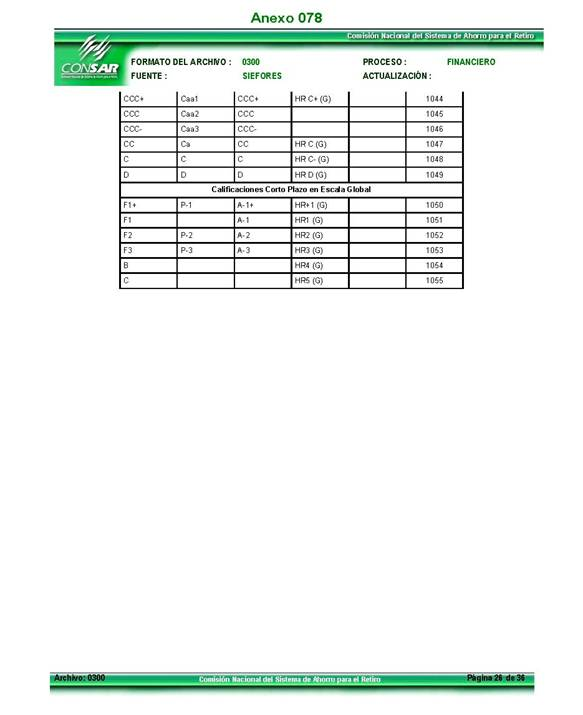 Anexo 078
Comisión Nacional del Sistema de Ahorro para el Retiro
CONSAR
FORMATO DEL ARCHIVO : 0300 PROCESO : FINANCIERO
FUENTE : SIEFORES ACTUALIZACIÓN :
CCC+ Caa1 CCC+ HR C+ (G) 1044
CCC Caa2 CCC 1045
CCC- Caa3 CCC- 1046
CC Ca CC HR C (G) 1047
C C C HR C- (G) 1048
D D D HR D (G) 1049
Calificaciones Corto Plazo en Escala Global
F1+ P-1 A-1+ HR+1 (G) 1050
F1 A-1 HR1 (G) 1051
F2 P-2 A-2 HR2 (G) 1052
F3 P-3 A-3 HR3 (G) 1053
B HR4 (G) 1054
C HR5 (G) 1055
Archivo: 0300 Comisión Nacional del Sistema de Ahorro para el Retiro Página 26 de 36